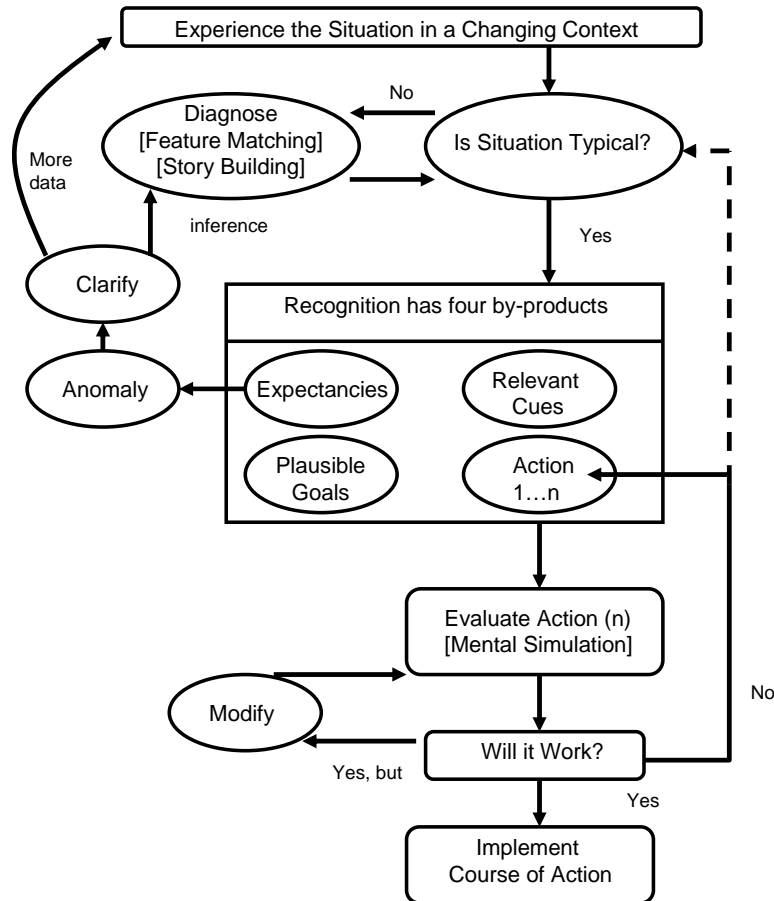 Experience the Situation in a Changing Context
No
Diagnose
[Feature Matching]
[Story Building]
Is Situation Typical?
More
data
inference
Yes
Clarify
Recognition has four by-products
Anomaly
Expectancies
Relevant
Cues
Plausible
Goals
Action
1…n
Evaluate Action (n)
[Mental Simulation]
No
Modify
Will it Work?
Yes, but
Yes
Implement
Course of Action